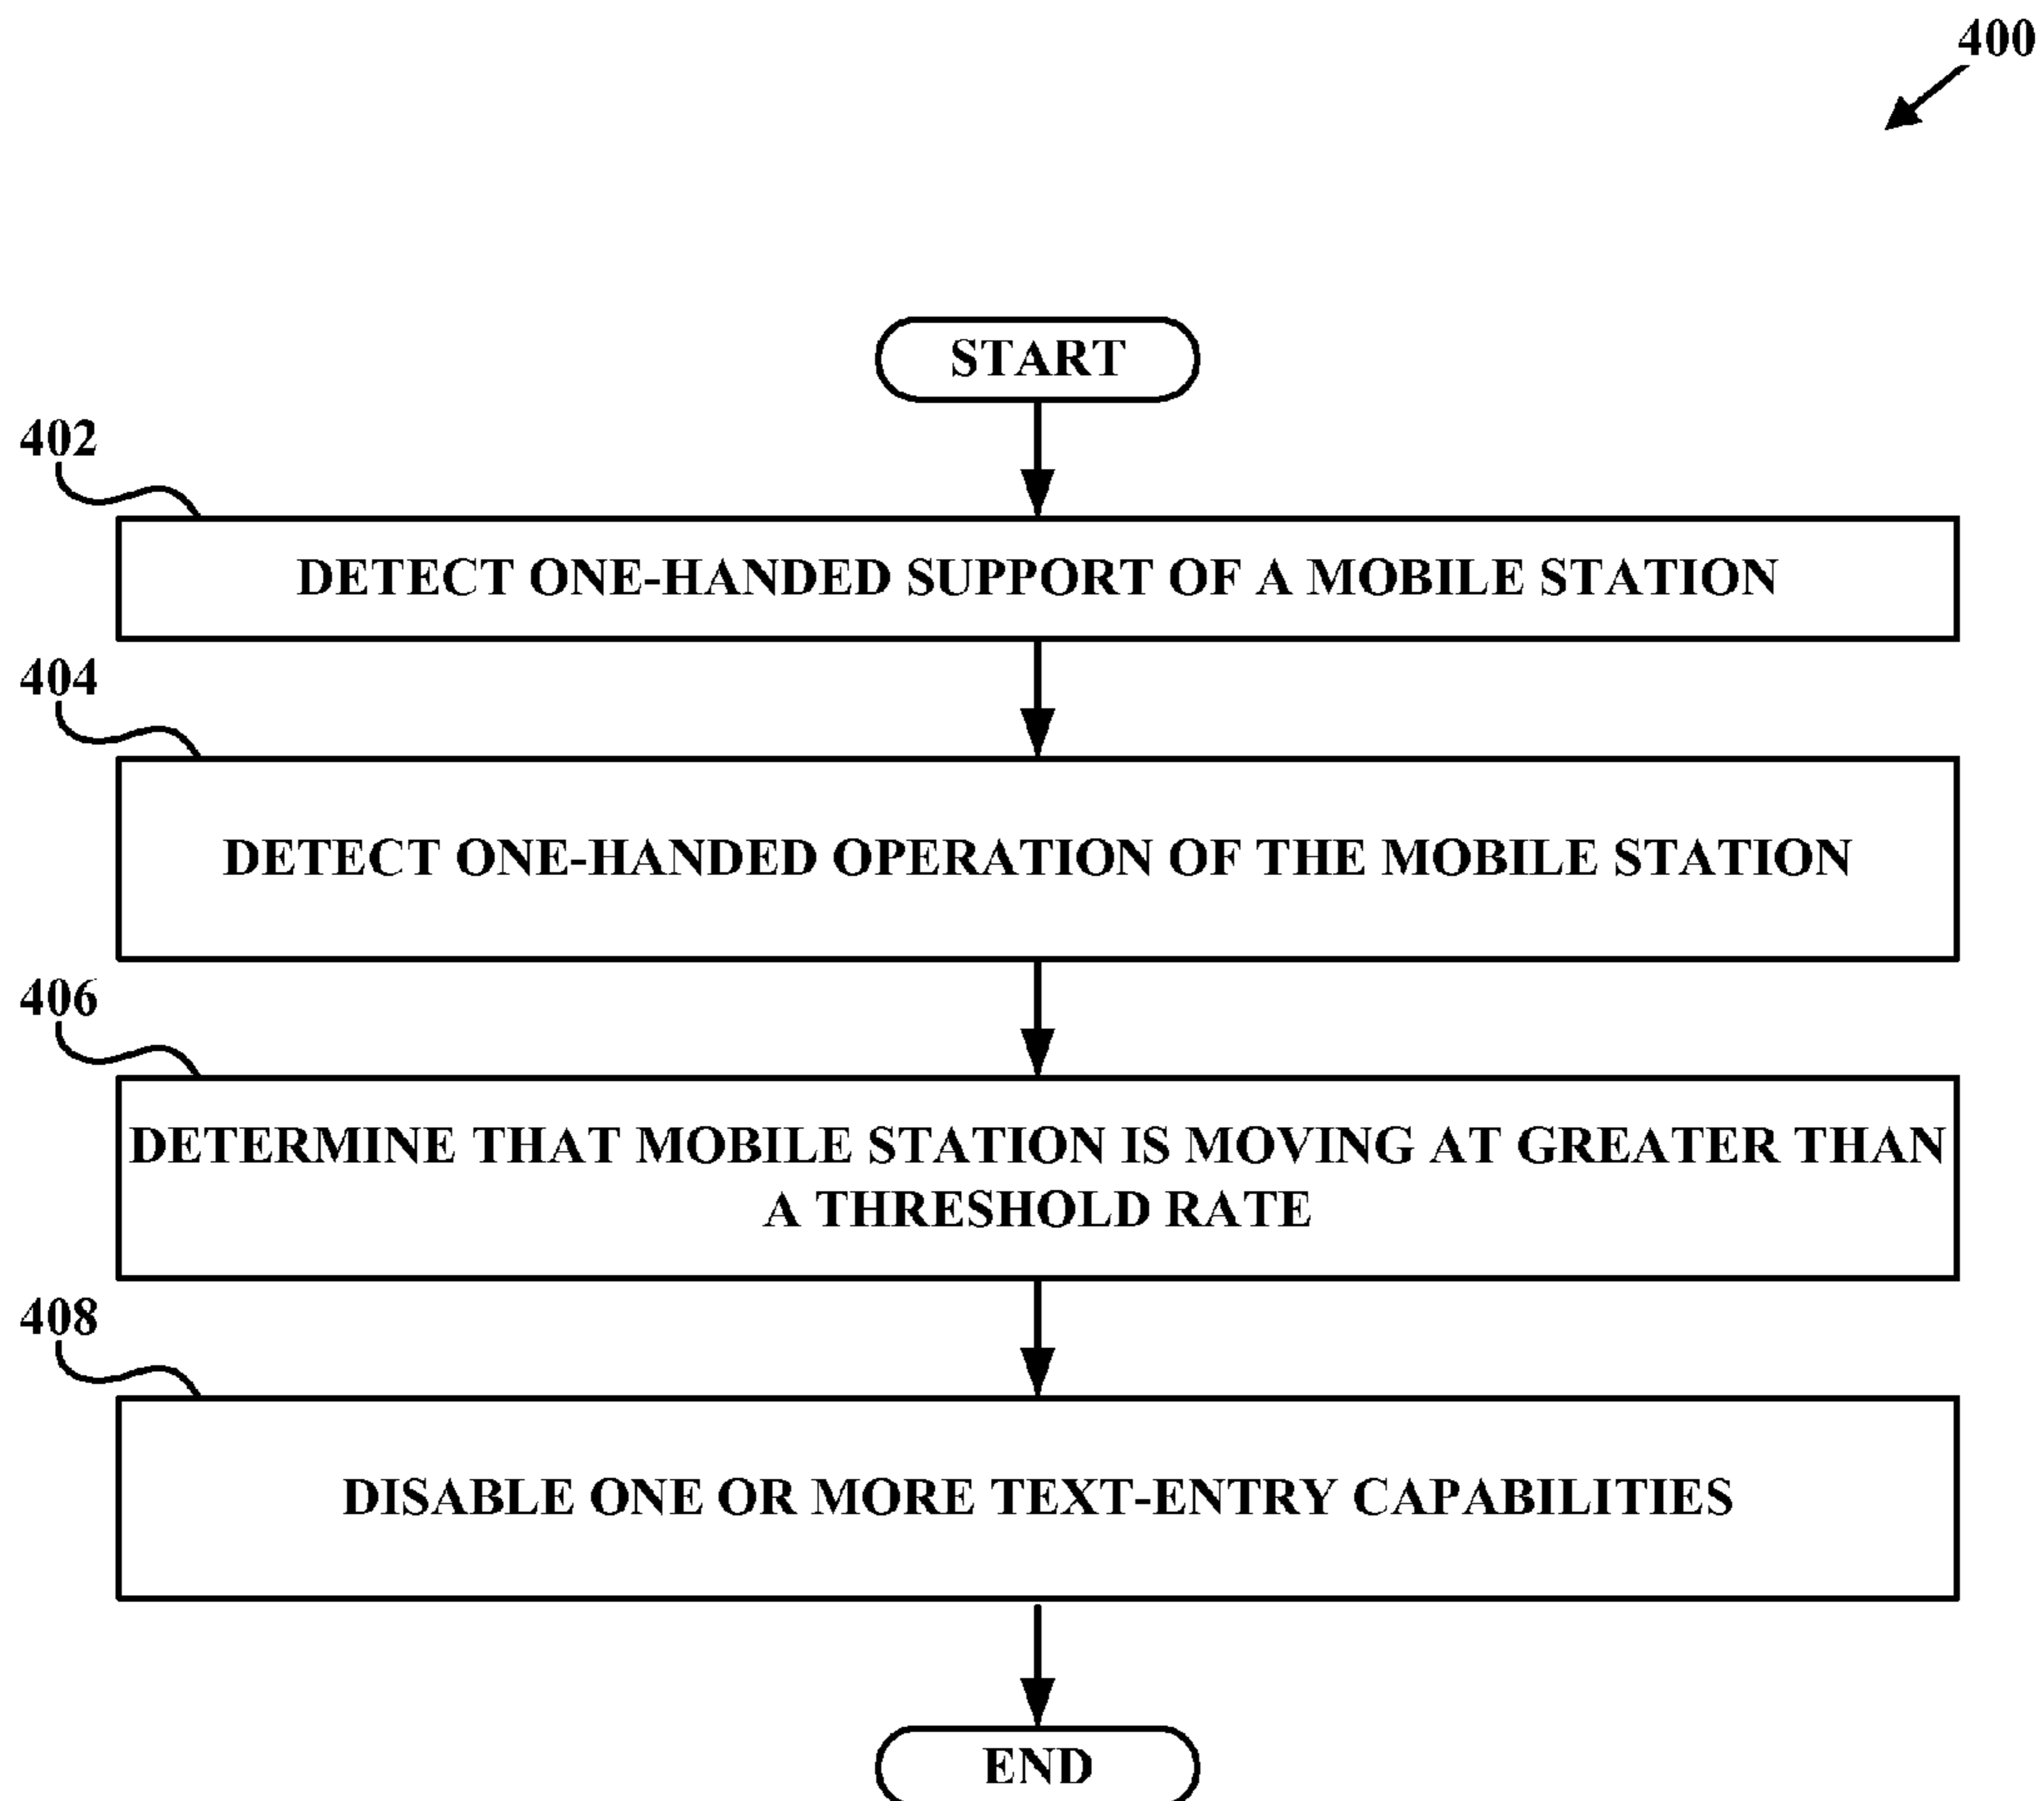 400
START
402
DETECT ONE-HANDED SUPPORT OF A MOBILE STATION
404
DETECT ONE-HANDED OPERATION OF THE MOBILE STATION
406
DETERMINE THAT MOBILE STATION IS MOVING AT GREATER THAN
A THRESHOLD RATE
408
DISABLE ONE OR MORE TEXT-ENTRY CAPABILITIES
END